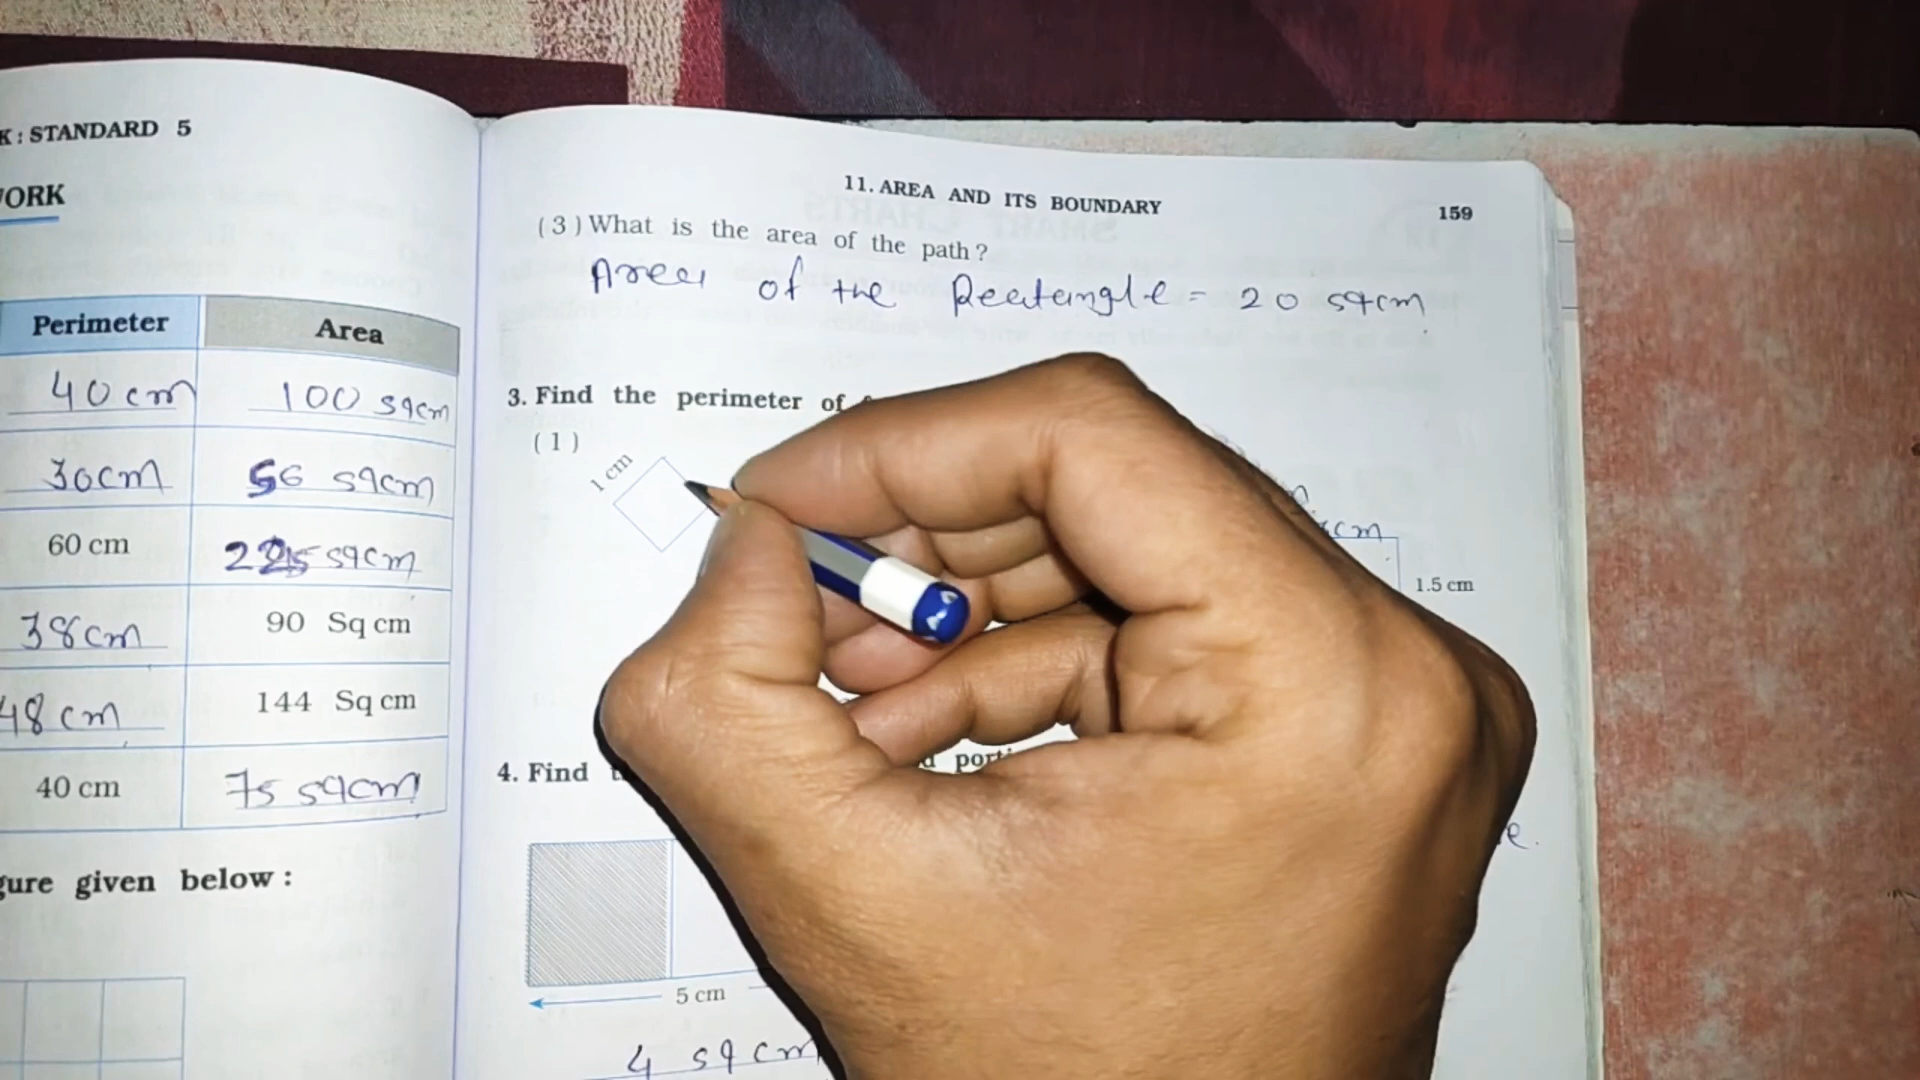 K: STANDARD 5
WORK
Perimeter Area
40 cm 100 sqcm
30cm 56 sqcm
60 cm 225 sqcm
38cm 90 Sq cm
48 cm 144 Sq cm
40 cm 75 sqcm
gure given below :
11. AREA AND ITS BOUNDARY 159
(3) What is the area of the path?
Area of the Rectangle = 20 sqcm.
3. Find the perimeter of
(1)
1 cm
cm
1.5 cm
4. Find
5 cm
4 sqcm